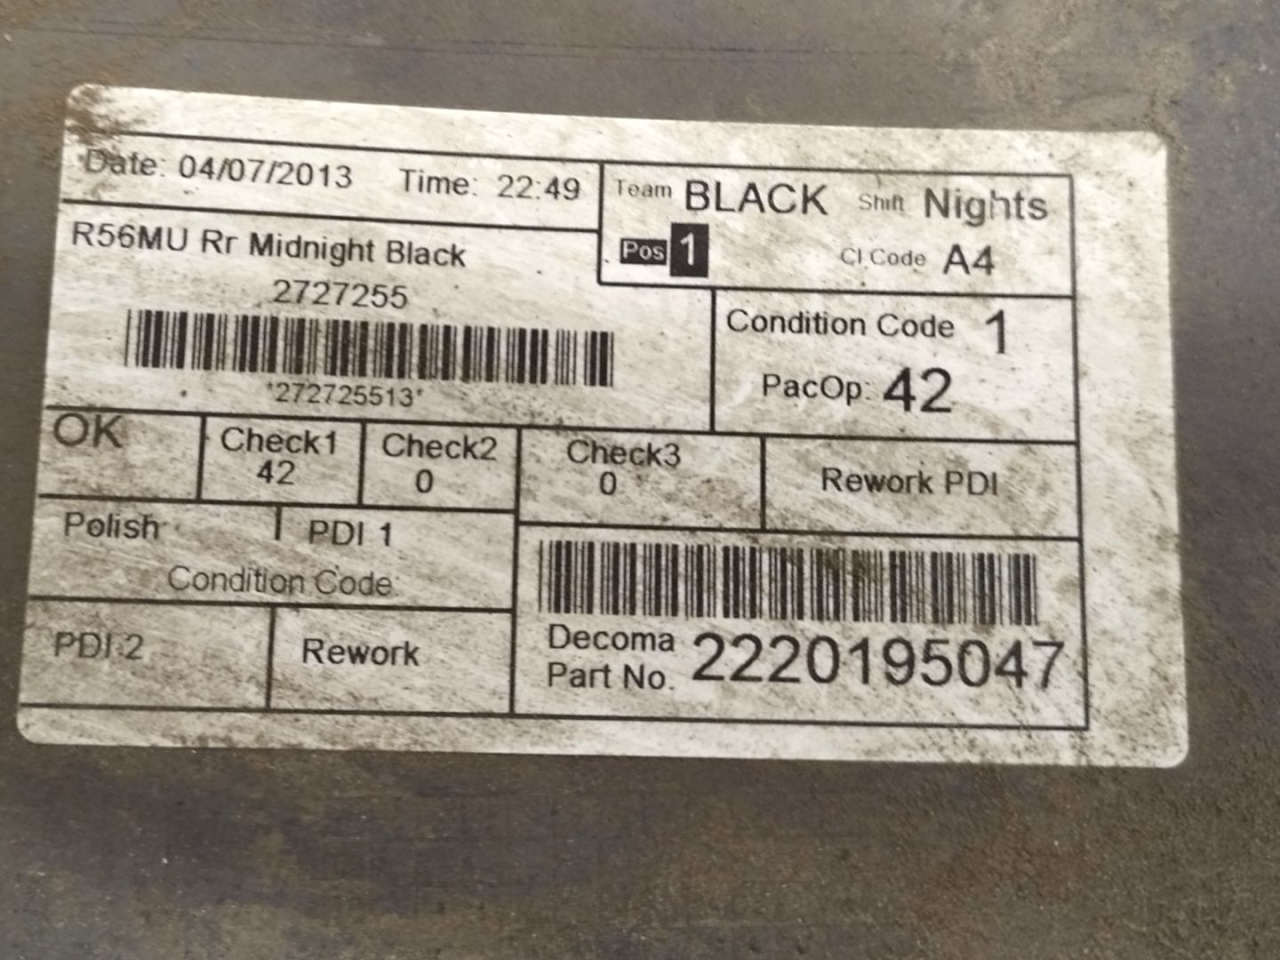 Date: 04/07/2013 Time: 22:49
Team BLACK Shift Nights
Pos 1 CI Code A4
R56MU Rr Midnight Black
2727255
*272725513*
Condition Code 1
PacOp: 42
OK
Check1
42
Check2
0
Check3
0
Rework PDI
Polish PDI 1
Condition Code
PDI 2
Rework
Decoma
Part No. 2220195047